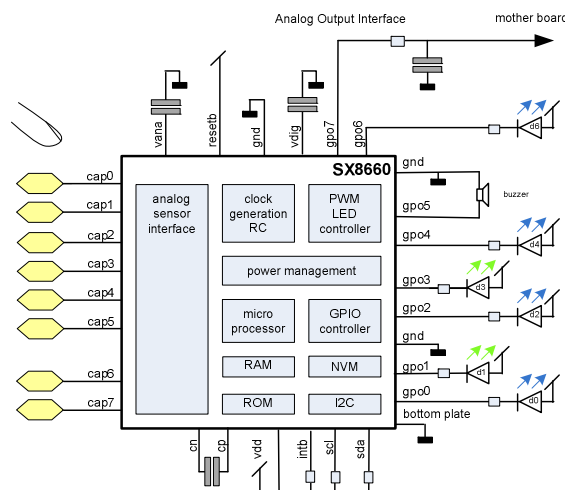 Analog Output Interface
mother board
vana
resetb
gnd
vdig
gpo7
gpo6
d6
SX8660
gnd
cap0
cap1
cap2
cap3
cap4
cap5
cap6
cap7
analog
sensor
interface
clock
generation
RC
PWM
LED
controller
power management
micro
processor
GPIO
controller
RAM
NVM
ROM
I2C
buzzer
gpo5
gpo4
d4
gpo3
d3
gpo2
d2
gnd
gpo1
d1
gpo0
d0
bottom plate
cn
cp
vdd
intb
scl
sda